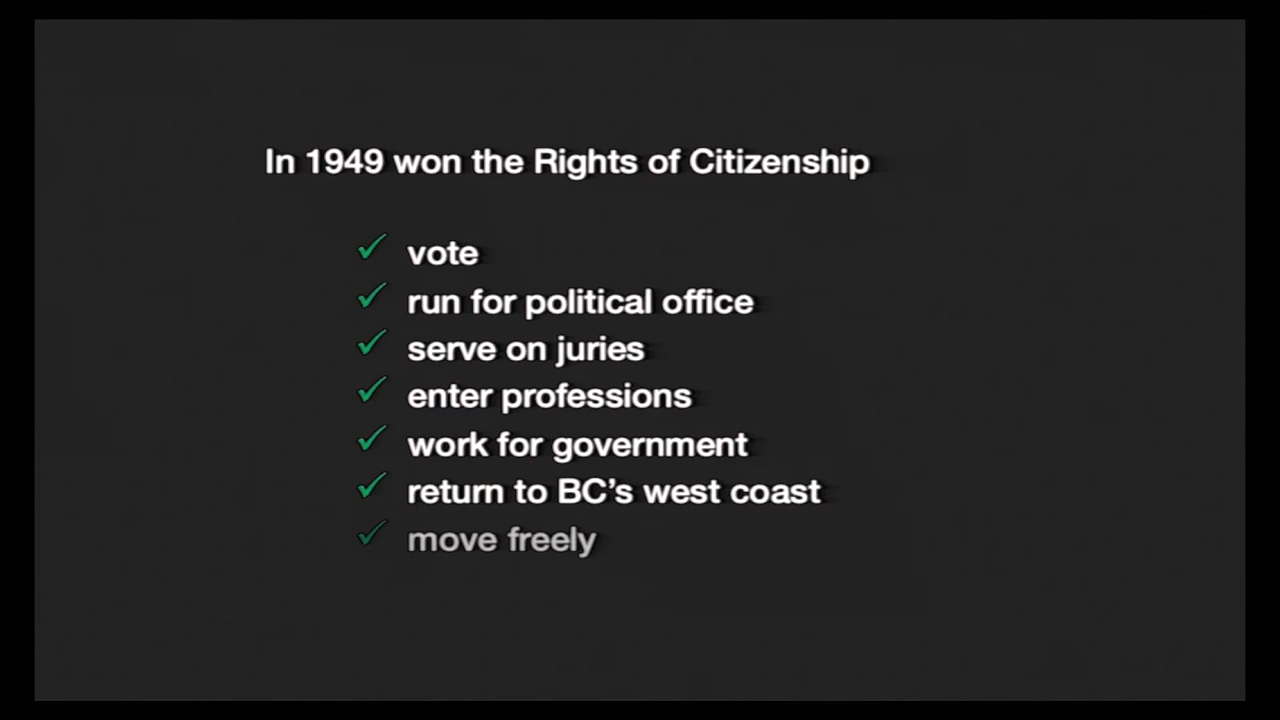 In 1949 won the Rights of Citizenship
✓ vote
✓ run for political office
✓ serve on juries
✓ enter professions
✓ work for government
✓ return to BC’s west coast
✓ move freely